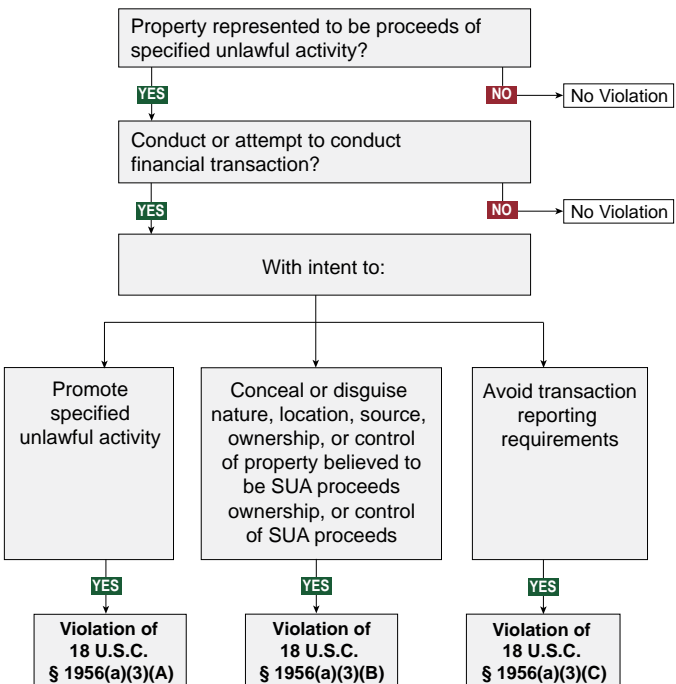 Property represented to be proceeds of
specified unlawful activity?
YES
NO
No Violation
Conduct or attempt to conduct
financial transaction?
YES
NO
No Violation
With intent to:
Promote
specified
unlawful activity
Conceal or disguise
nature, location, source,
ownership, or control
of property believed to
be SUA proceeds
ownership, or control
of SUA proceeds
Avoid transaction
reporting
requirements
YES
YES
YES
Violation of
18 U.S.C.
§ 1956(a)(3)(A)
Violation of
18 U.S.C.
§ 1956(a)(3)(B)
Violation of
18 U.S.C.
§ 1956(a)(3)(C)